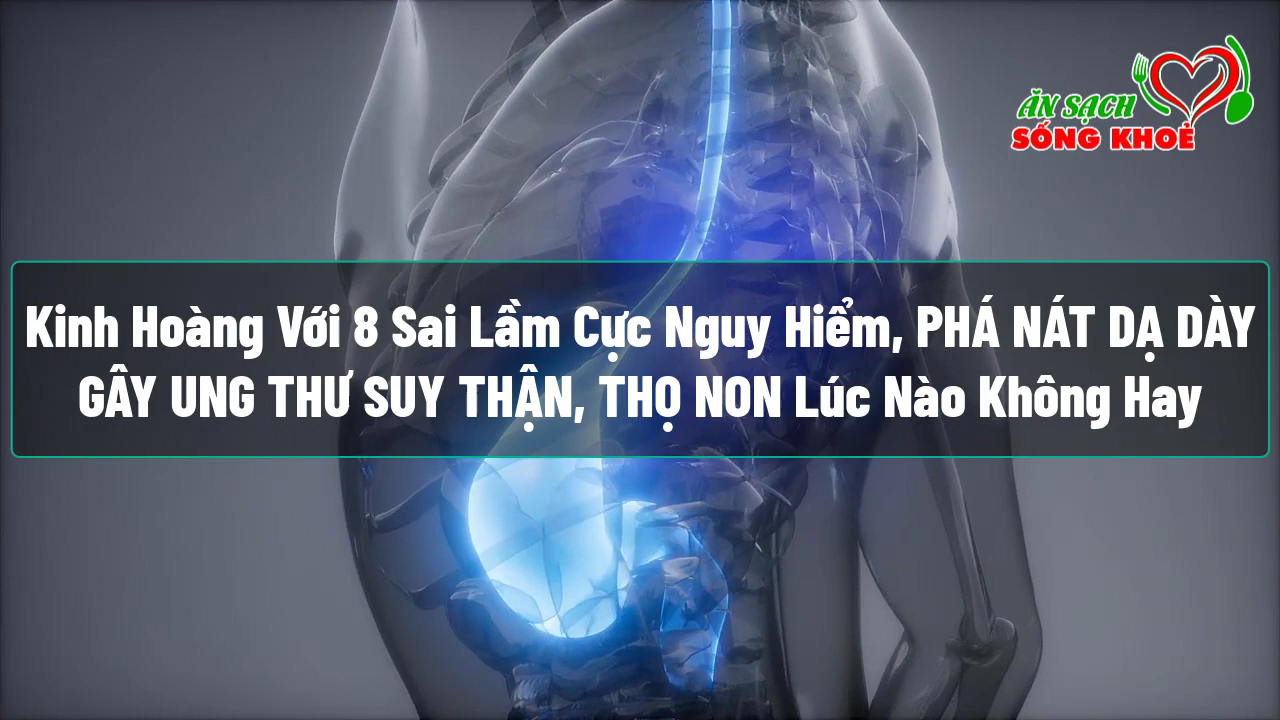 ĂN SẠCH
SỐNG KHOẺ
Kinh Hoàng Với 8 Sai Lầm Cực Nguy Hiểm, PHÁ NÁT DẠ DÀY
GÂY UNG THƯ SUY THẬN, THỌ NON Lúc Nào Không Hay